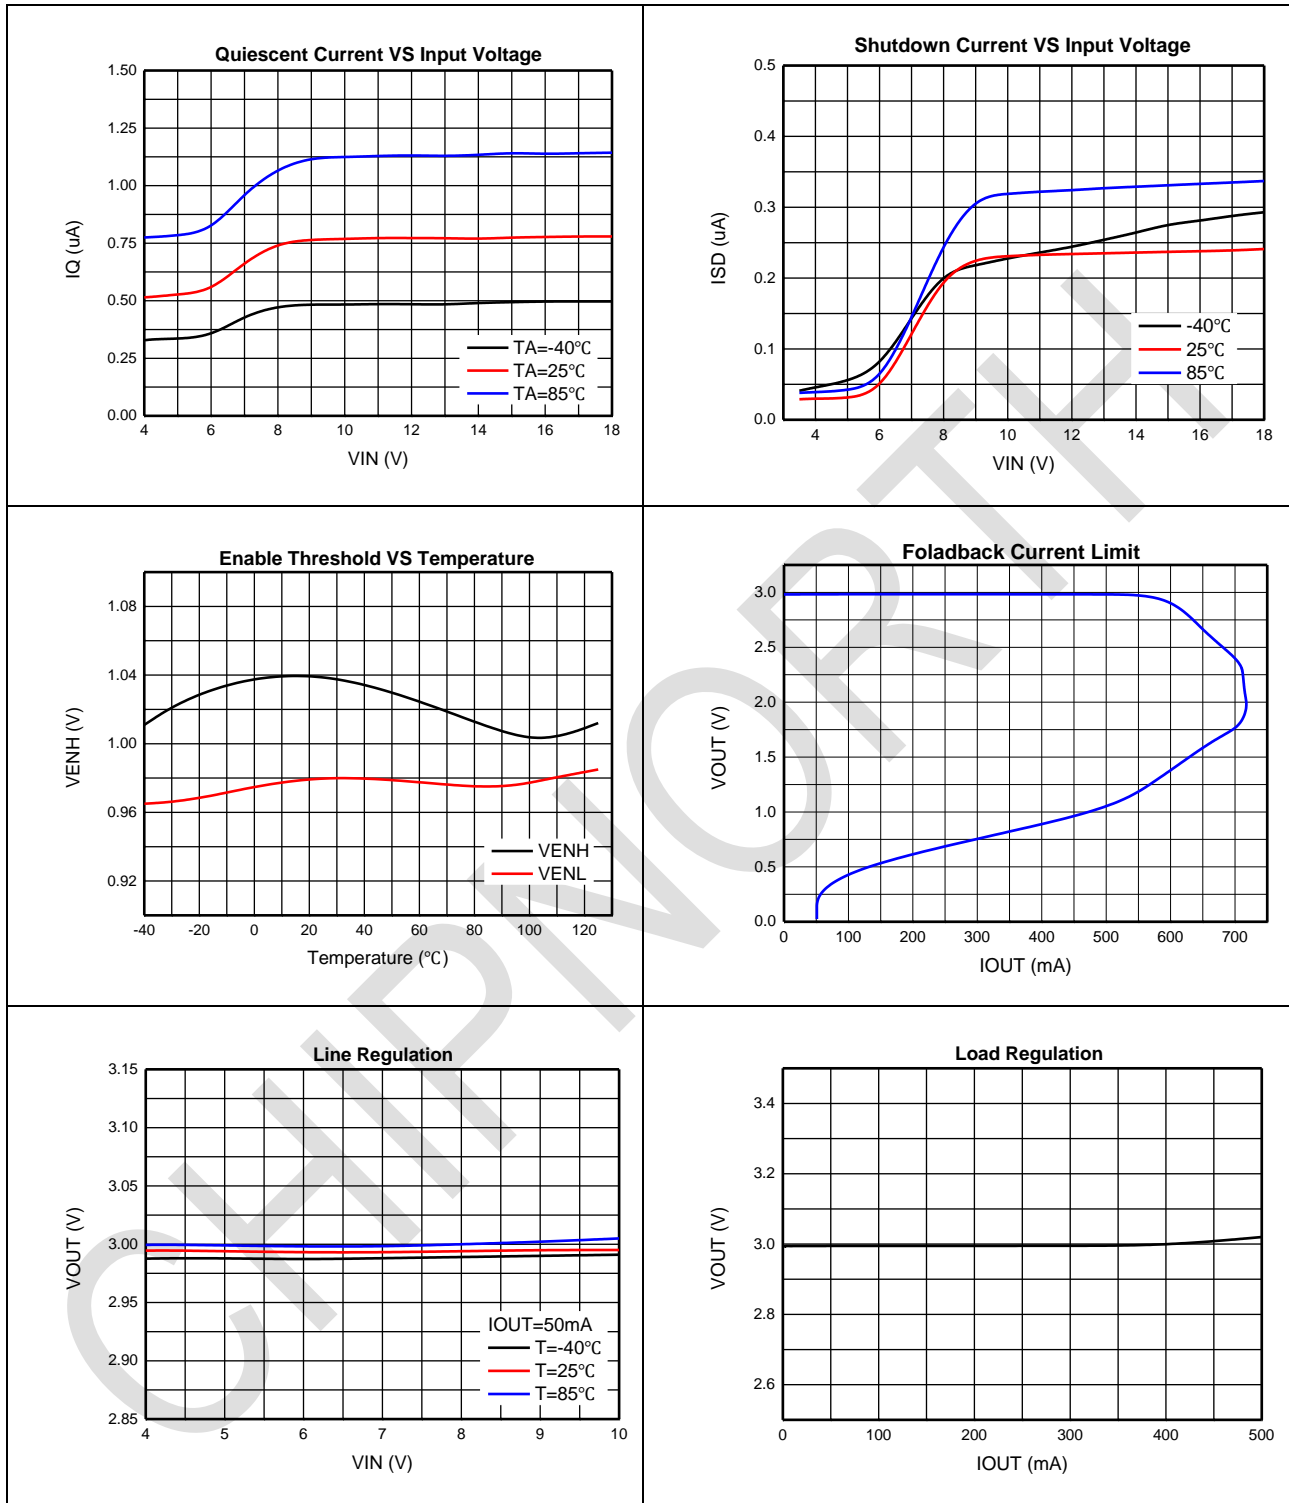 Quiescent Current VS Input Voltage
1.50
1.25
1.00
0.75
0.50
0.25
0.00
IQ (uA)
TA=-40℃
TA=25℃
TA=85℃
4 6 8 10 12 14 16 18
VIN (V)
Shutdown Current VS Input Voltage
0.5
0.4
0.3
0.2
0.1
0.0
ISD (uA)
-40℃
25℃
85℃
4 6 8 10 12 14 16 18
VIN (V)
Enable Threshold VS Temperature
1.08
1.04
1.00
0.96
0.92
VENH (V)
VENH
VENL
-40 -20 0 20 40 60 80 100 120
Temperature (℃)
Foladback Current Limit
3.0
2.5
2.0
1.5
1.0
0.5
0.0
VOUT (V)
0 100 200 300 400 500 600 700
IOUT (mA)
Line Regulation
3.15
3.10
3.05
3.00
2.95
2.90
2.85
VOUT (V)
IOUT=50mA
T=-40℃
T=25℃
T=85℃
4 5 6 7 8 9 10
VIN (V)
Load Regulation
3.4
3.2
3.0
2.8
2.6
VOUT (V)
0 100 200 300 400 500
IOUT (mA)
CHIPNORTH